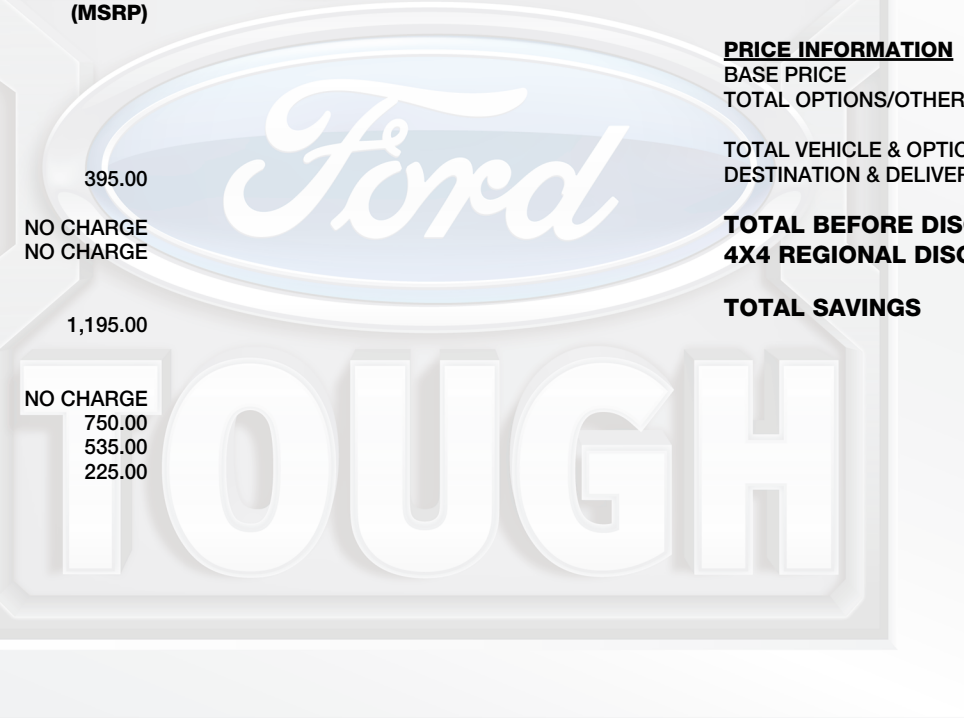 (MSRP)
395.00
NO CHARGE
NO CHARGE
1,195.00
NO CHARGE
750.00
535.00
225.00
PRICE INFORMATION
BASE PRICE
TOTAL OPTIONS/OTHER
TOTAL VEHICLE & OPTIO
DESTINATION & DELIVER
TOTAL BEFORE DISC
4X4 REGIONAL DISC
TOTAL SAVINGS
Ford
TOUGH